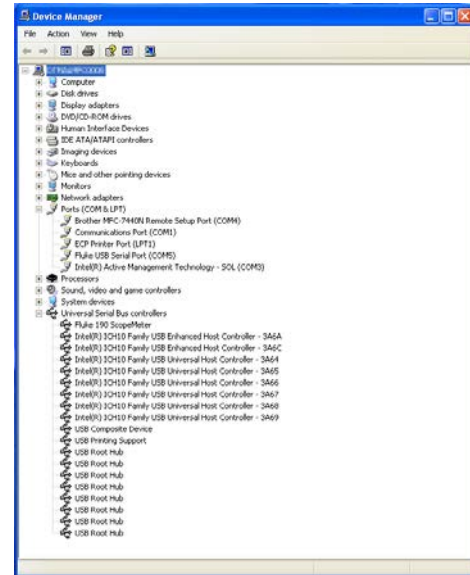 Device Manager
File Action View Help
Computer
Disk drives
Display adapters
DVD/CD-ROM drives
Human Interface Devices
IDE ATA/ATAPI controllers
Imaging devices
Keyboards
Mice and other pointing devices
Monitors
Network adapters
Ports (COM & LPT)
Brother MFC-7440N Remote Setup Port (COM4)
Communications Port (COM1)
ECP Printer Port (LPT1)
Fluke USB Serial Port (COM5)
Intel(R) Active Management Technology - SOL (COM3)
Processors
Sound, video and game controllers
System devices
Universal Serial Bus controllers
Fluke 190 ScopeMeter
Intel(R) ICH10 Family USB Enhanced Host Controller - 3A6A
Intel(R) ICH10 Family USB Enhanced Host Controller - 3A6C
Intel(R) ICH10 Family USB Universal Host Controller - 3A64
Intel(R) ICH10 Family USB Universal Host Controller - 3A65
Intel(R) ICH10 Family USB Universal Host Controller - 3A66
Intel(R) ICH10 Family USB Universal Host Controller - 3A67
Intel(R) ICH10 Family USB Universal Host Controller - 3A68
Intel(R) ICH10 Family USB Universal Host Controller - 3A69
USB Composite Device
USB Printing Support
USB Root Hub
USB Root Hub
USB Root Hub
USB Root Hub
USB Root Hub
USB Root Hub
USB Root Hub
USB Root Hub